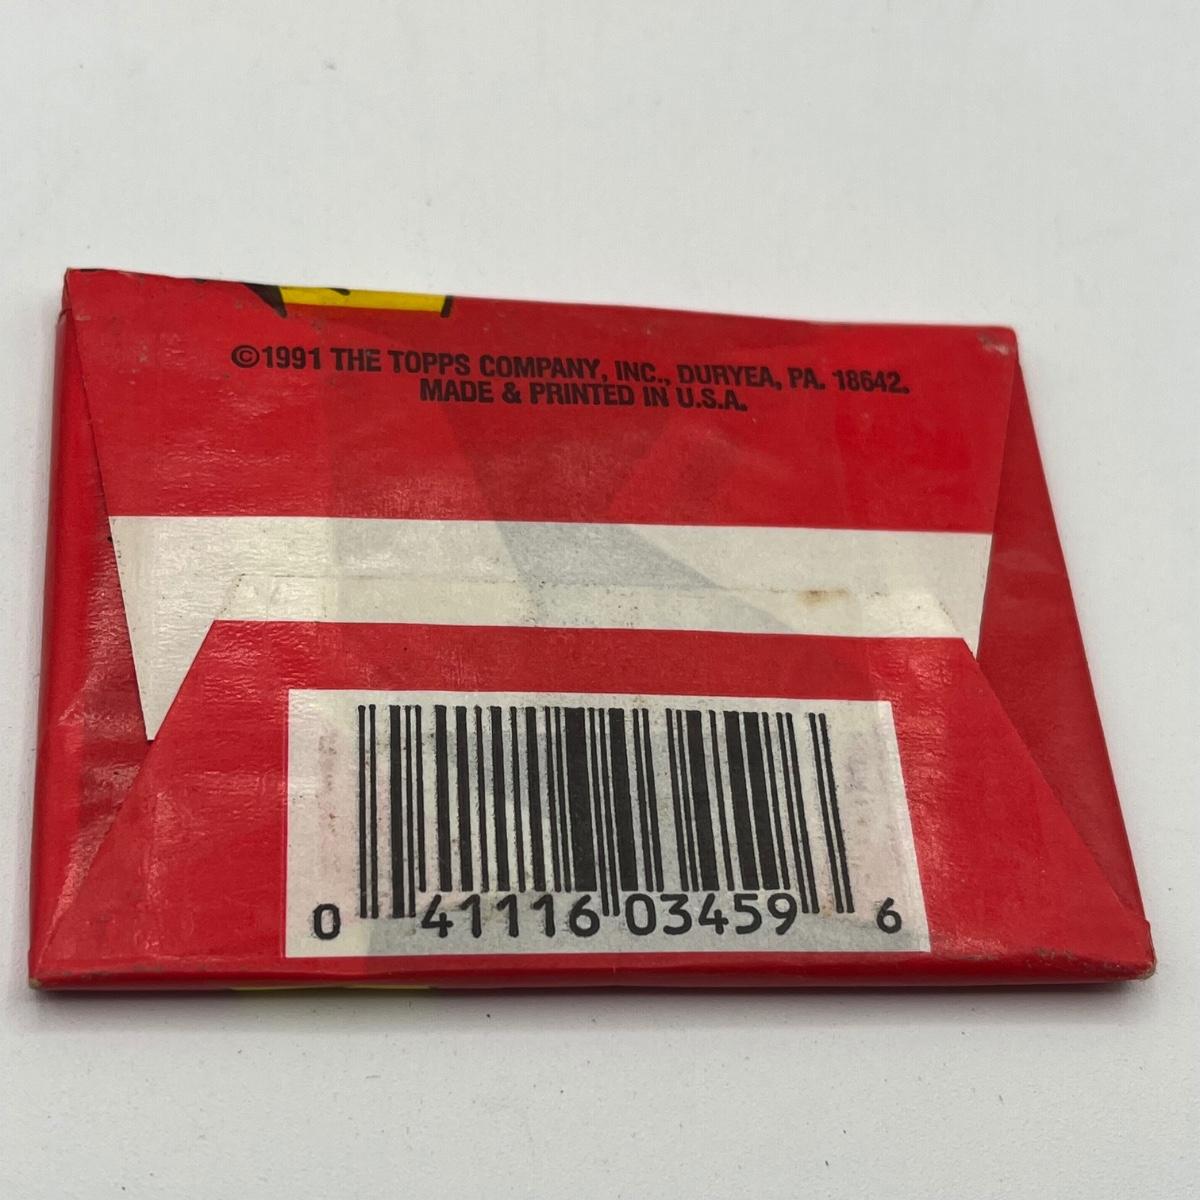 ©1991 THE TOPPS COMPANY, INC., DURYEA, PA. 18642.
MADE & PRINTED IN U.S.A.
0 41116 03459 6